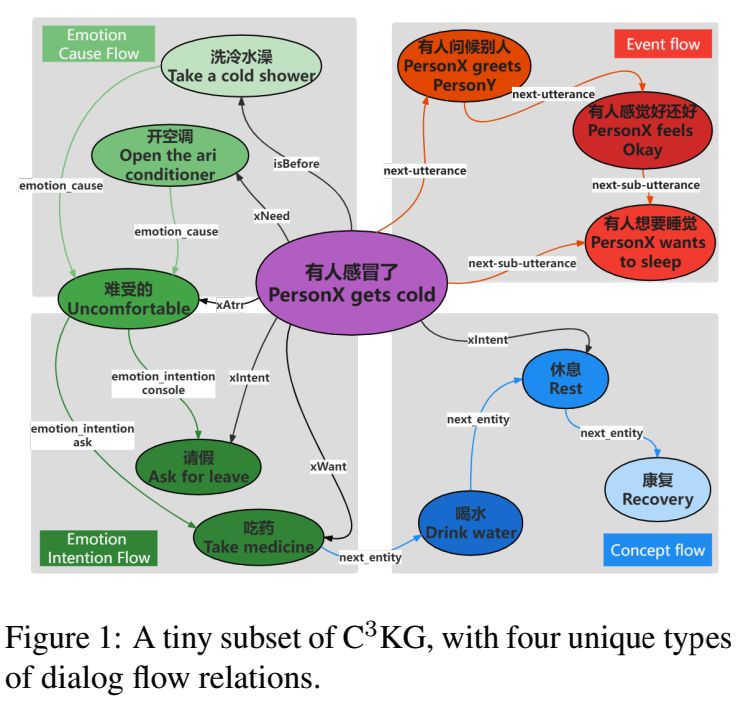 Emotion
Cause Flow
洗冷水澡
Take a cold shower
开空调
Open the ari
conditioner
emotion_cause
emotion_cause
isBefore
xNeed
有人问候别人
PersonX greets
PersonY
Event flow
next-utterance
有人感觉好还好
PersonX feels
Okay
next-utterance
next-sub-utterance
有人想要睡觉
PersonX wants
to sleep
next-sub-utterance
有人感冒了
PersonX gets cold
难受的
Uncomfortable
xAtrr
emotion_intention
console
xIntent
xIntent
休息
Rest
emotion_intention
ask
请假
Ask for leave
xWant
next_entity
next_entity
康复
Recovery
喝水
Drink water
吃药
Take medicine
next_entity
Emotion
Intention Flow
Concept flow
Figure 1: A tiny subset of C³KG, with four unique types
of dialog flow relations.